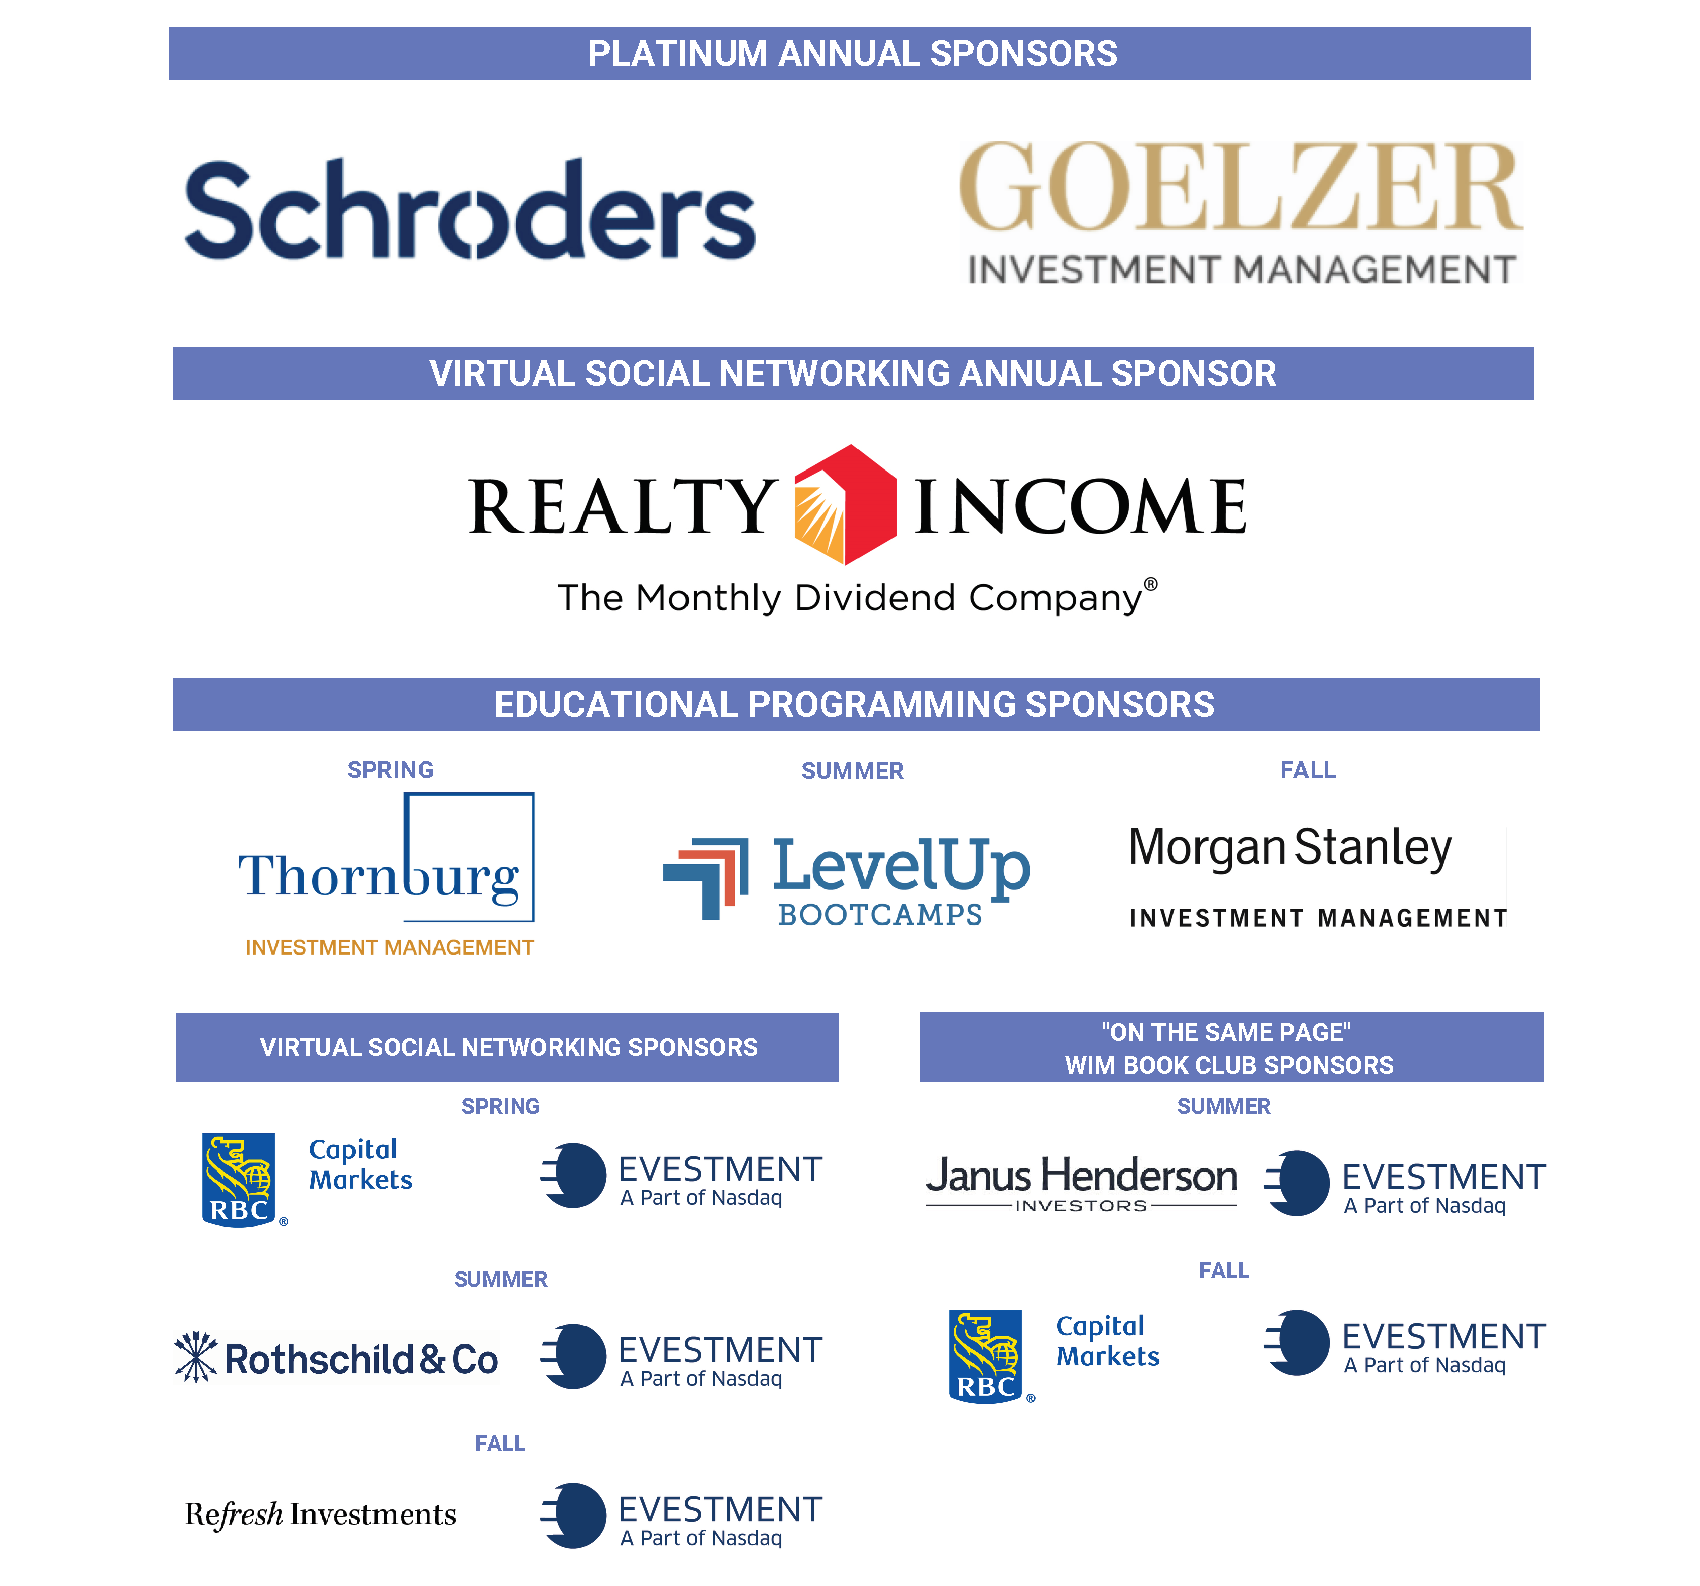 PLATINUM ANNUAL SPONSORS
Schroders
GOELZER
INVESTMENT MANAGEMENT
VIRTUAL SOCIAL NETWORKING ANNUAL SPONSOR
REALTY INCOME
The Monthly Dividend Company®
EDUCATIONAL PROGRAMMING SPONSORS
SPRING
Thornburg
INVESTMENT MANAGEMENT
SUMMER
LevelUp
BOOTCAMPS
FALL
Morgan Stanley
INVESTMENT MANAGEMENT
VIRTUAL SOCIAL NETWORKING SPONSORS
SPRING
Capital
Markets
RBC ®
EVESTMENT
A Part of Nasdaq
SUMMER
Rothschild & Co
EVESTMENT
A Part of Nasdaq
FALL
Refresh Investments
EVESTMENT
A Part of Nasdaq
"ON THE SAME PAGE"
WIM BOOK CLUB SPONSORS
SUMMER
Janus Henderson
INVESTORS
EVESTMENT
A Part of Nasdaq
FALL
Capital
Markets
RBC ®
EVESTMENT
A Part of Nasdaq